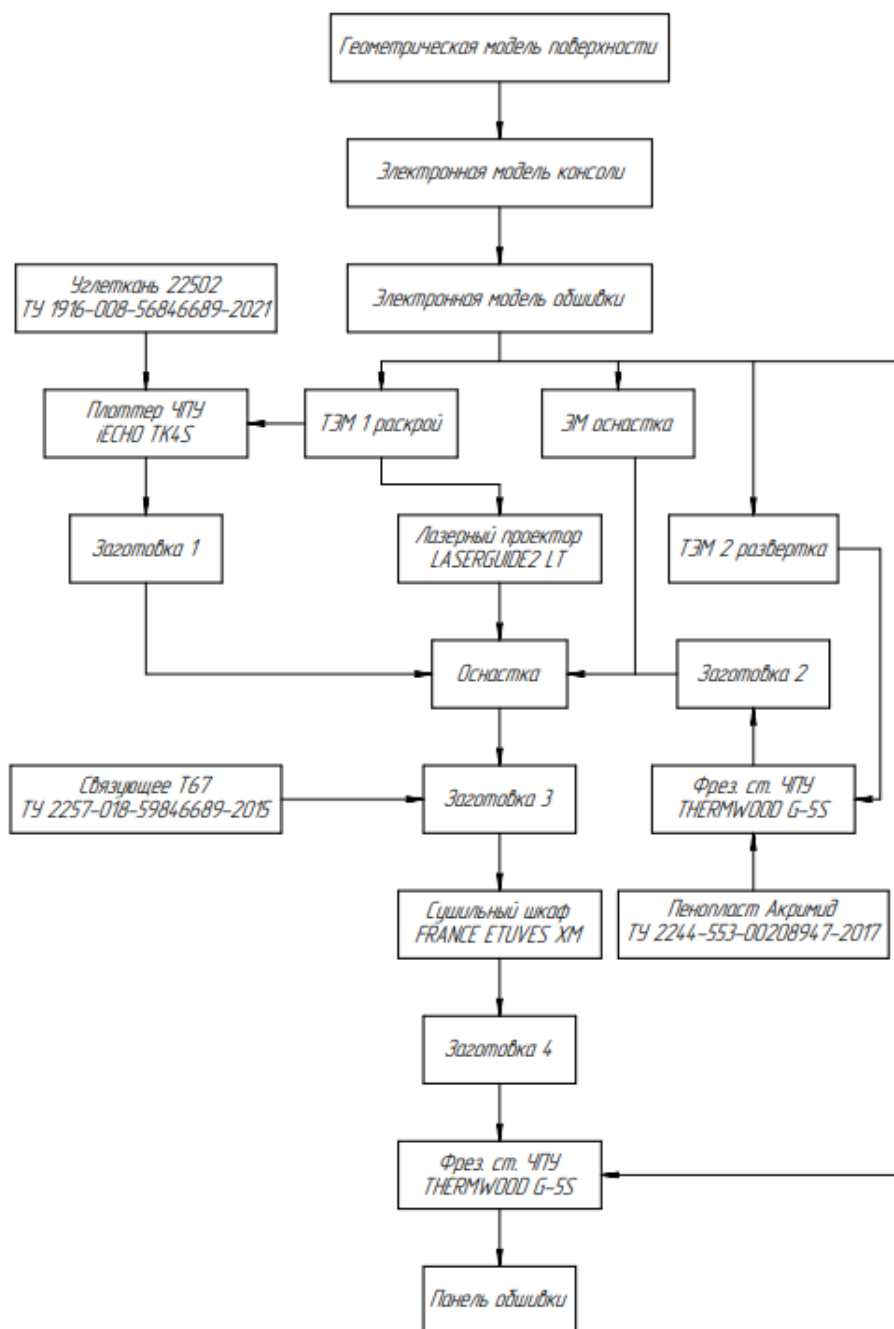 Геометрическая модель поверхности
Электронная модель консоли
Углеткань 22502
ТУ 1916-008-56846689-2021
Электронная модель обшивки
Плоттер ЧПУ
iECHO TK4S
ТЭМ 1 раскрой
ЭМ оснастка
Заготовка 1
Лазерный проектор
LASERGUIDE2 LT
ТЭМ 2 развертка
Оснастка
Заготовка 2
Связующее Т67
ТУ 2257-018-59846689-2015
Заготовка 3
Фрез. ст. ЧПУ
THERMWOOD G-5S
Сушильный шкаф
FRANCE ETUVES XM
Пенопласт Акримид
ТУ 2244-553-00208947-2017
Заготовка 4
Фрез. ст. ЧПУ
THERMWOOD G-5S
Панель обшивки